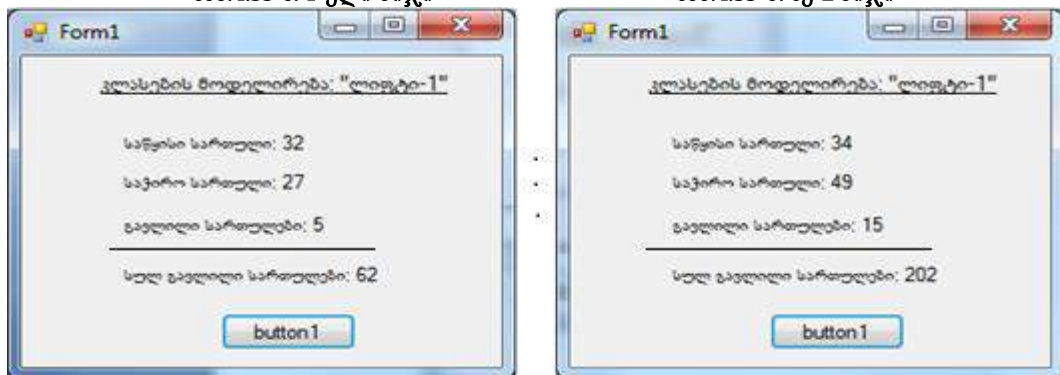 Form1
კლასების მოდელირება: "ლიფტი-1"
საწყისი სართული: 32
საჭირო სართული: 27
გავლილი სართულები: 5
სულ გავლილი სართულები: 62
button1
Form1
კლასების მოდელირება: "ლიფტი-1"
საწყისი სართული: 34
საჭირო სართული: 49
გავლილი სართულები: 15
სულ გავლილი სართულები: 202
button1